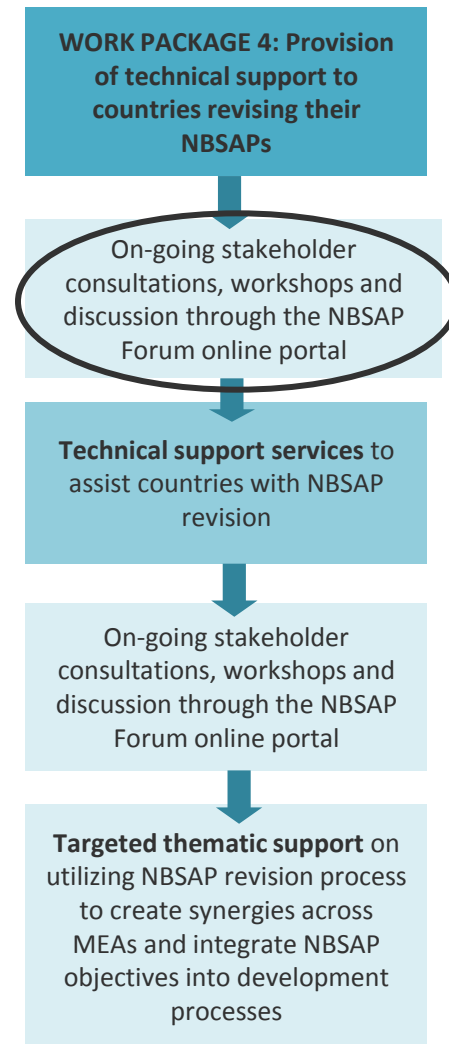 WORK PACKAGE 4: Provision
of technical support to
countries revising their
NBSAPs
On-going stakeholder
consultations, workshops and
discussion through the NBSAP
Forum online portal
Technical support services to
assist countries with NBSAP
revision
On-going stakeholder
consultations, workshops and
discussion through the NBSAP
Forum online portal
Targeted thematic support on
utilizing NBSAP revision process
to create synergies across
MEAs and integrate NBSAP
objectives into development
processes